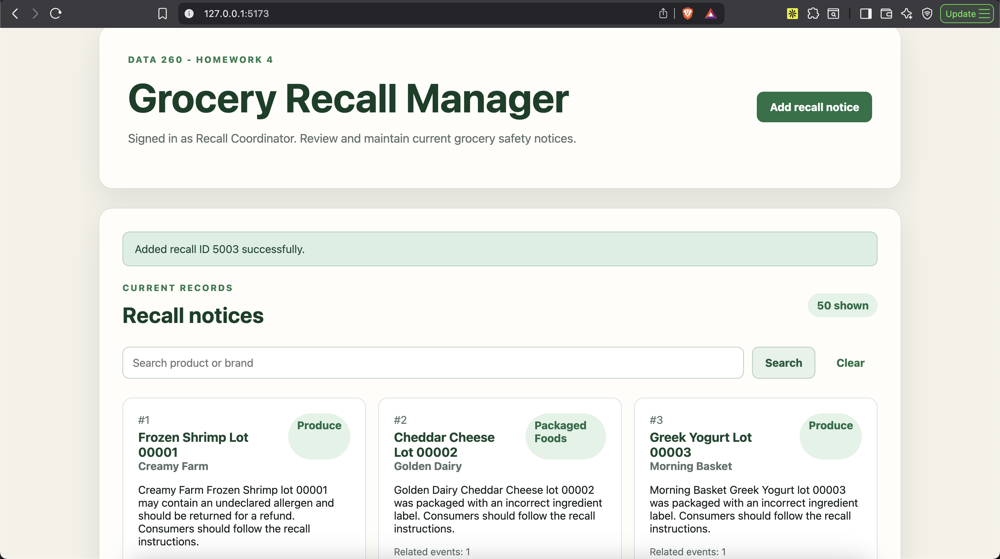 127.0.0.1:5173
Update
DATA 260 - HOMEWORK 4
Grocery Recall Manager
Add recall notice
Signed in as Recall Coordinator. Review and maintain current grocery safety notices.
Added recall ID 5003 successfully.
CURRENT RECORDS
Recall notices
50 shown
Search product or brand
Search
Clear
#1
Frozen Shrimp Lot
00001
Creamy Farm
Produce
Creamy Farm Frozen Shrimp lot 00001
may contain an undeclared allergen and
should be returned for a refund.
Consumers should follow the recall
instructions.
#2
Cheddar Cheese
Lot 00002
Golden Dairy
Packaged
Foods
Golden Dairy Cheddar Cheese lot 00002
was packaged with an incorrect ingredient
label. Consumers should follow the recall
instructions.
Related events: 1
#3
Greek Yogurt Lot
00003
Morning Basket
Produce
Morning Basket Greek Yogurt lot 00003
was packaged with an incorrect ingredient
label. Consumers should follow the recall
instructions.
Related events: 1